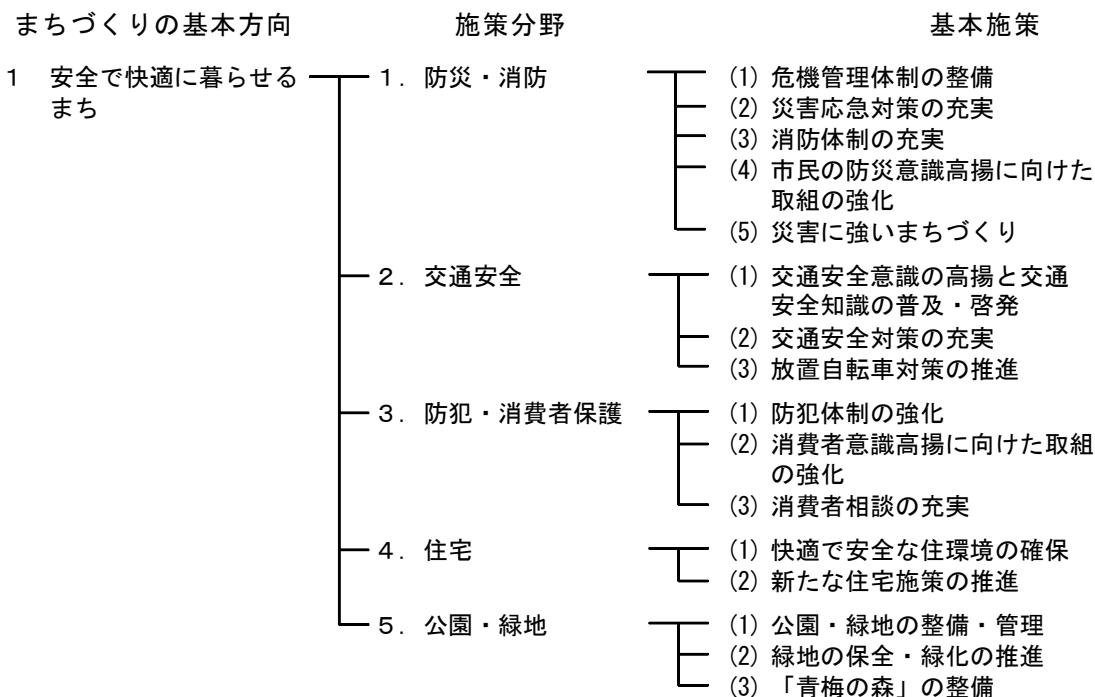 まちづくりの基本方向 施策分野 基本施策
1 安全で快適に暮らせる
まち
1. 防災・消防
(1) 危機管理体制の整備
(2) 災害応急対策の充実
(3) 消防体制の充実
(4) 市民の防災意識高揚に向けた
取組の強化
(5) 災害に強いまちづくり
2. 交通安全
(1) 交通安全意識の高揚と交通
安全知識の普及・啓発
(2) 交通安全対策の充実
(3) 放置自転車対策の推進
3. 防犯・消費者保護
(1) 防犯体制の強化
(2) 消費者意識高揚に向けた取組
の強化
(3) 消費者相談の充実
4. 住宅
(1) 快適で安全な住環境の確保
(2) 新たな住宅施策の推進
5. 公園・緑地
(1) 公園・緑地の整備・管理
(2) 緑地の保全・緑化の推進
(3) 「青梅の森」の整備